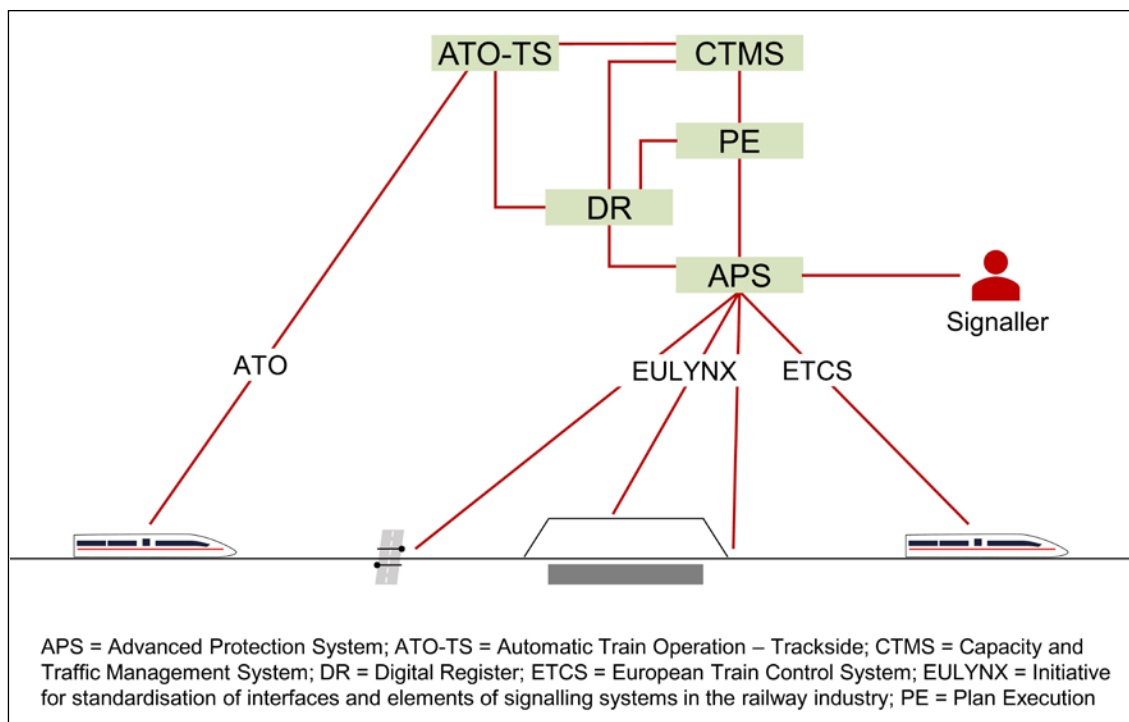 ATO-TS
CTMS
PE
DR
APS
Signaller
ATO
EULYNX
ETCS
APS = Advanced Protection System; ATO-TS = Automatic Train Operation – Trackside; CTMS = Capacity and
Traffic Management System; DR = Digital Register; ETCS = European Train Control System; EULYNX = Initiative
for standardisation of interfaces and elements of signalling systems in the railway industry; PE = Plan Execution